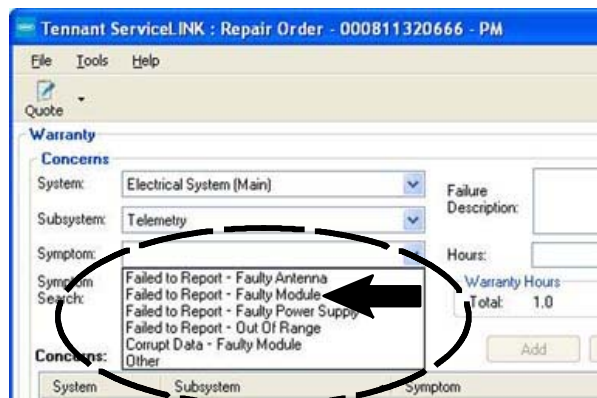 Tennant ServiceLINK : Repair Order - 000811320666 - PM
File Tools Help
Quote
Warranty
Concerns
System: Electrical System (Main)
Subsystem: Telemetry
Symptom:
Symptom Search:
Failed to Report - Faulty Antenna
Failed to Report - Faulty Module
Failed to Report - Faulty Power Supply
Failed to Report - Out Of Range
Corrupt Data - Faulty Module
Other
Failure
Description:
Hours:
Warranty Hours
Total: 1.0
Add
Concerns:
System Subsystem Symptom